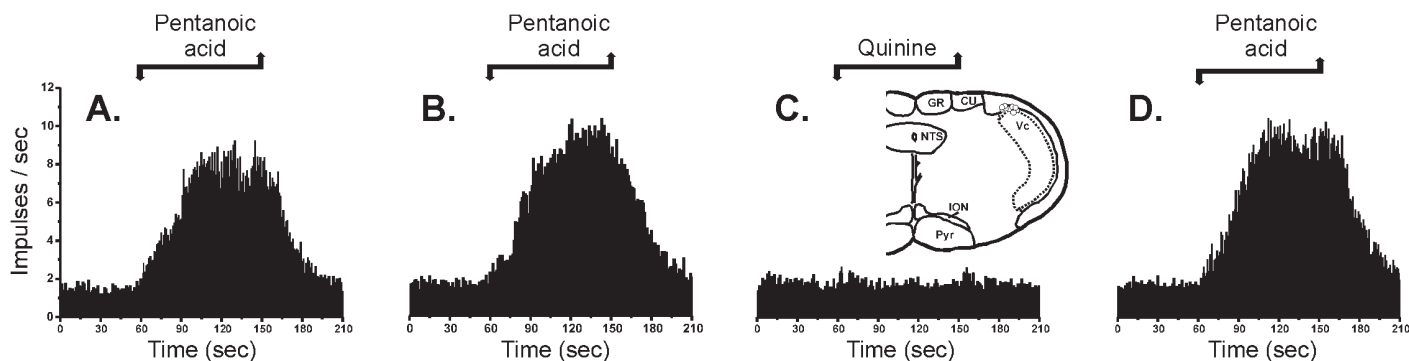 Pentanoic
acid
Pentanoic
acid
Quinine
Pentanoic
acid
A.
B.
C.
D.
GR
CU
NTS
Vc
ION
Pyr
Impulses / sec
12
10
8
6
4
2
0
0 30 60 90 120 150 180 210
0 30 60 90 120 150 180 210
0 30 60 90 120 150 180 210
0 30 60 90 120 150 180 210
Time (sec)
Time (sec)
Time (sec)
Time (sec)